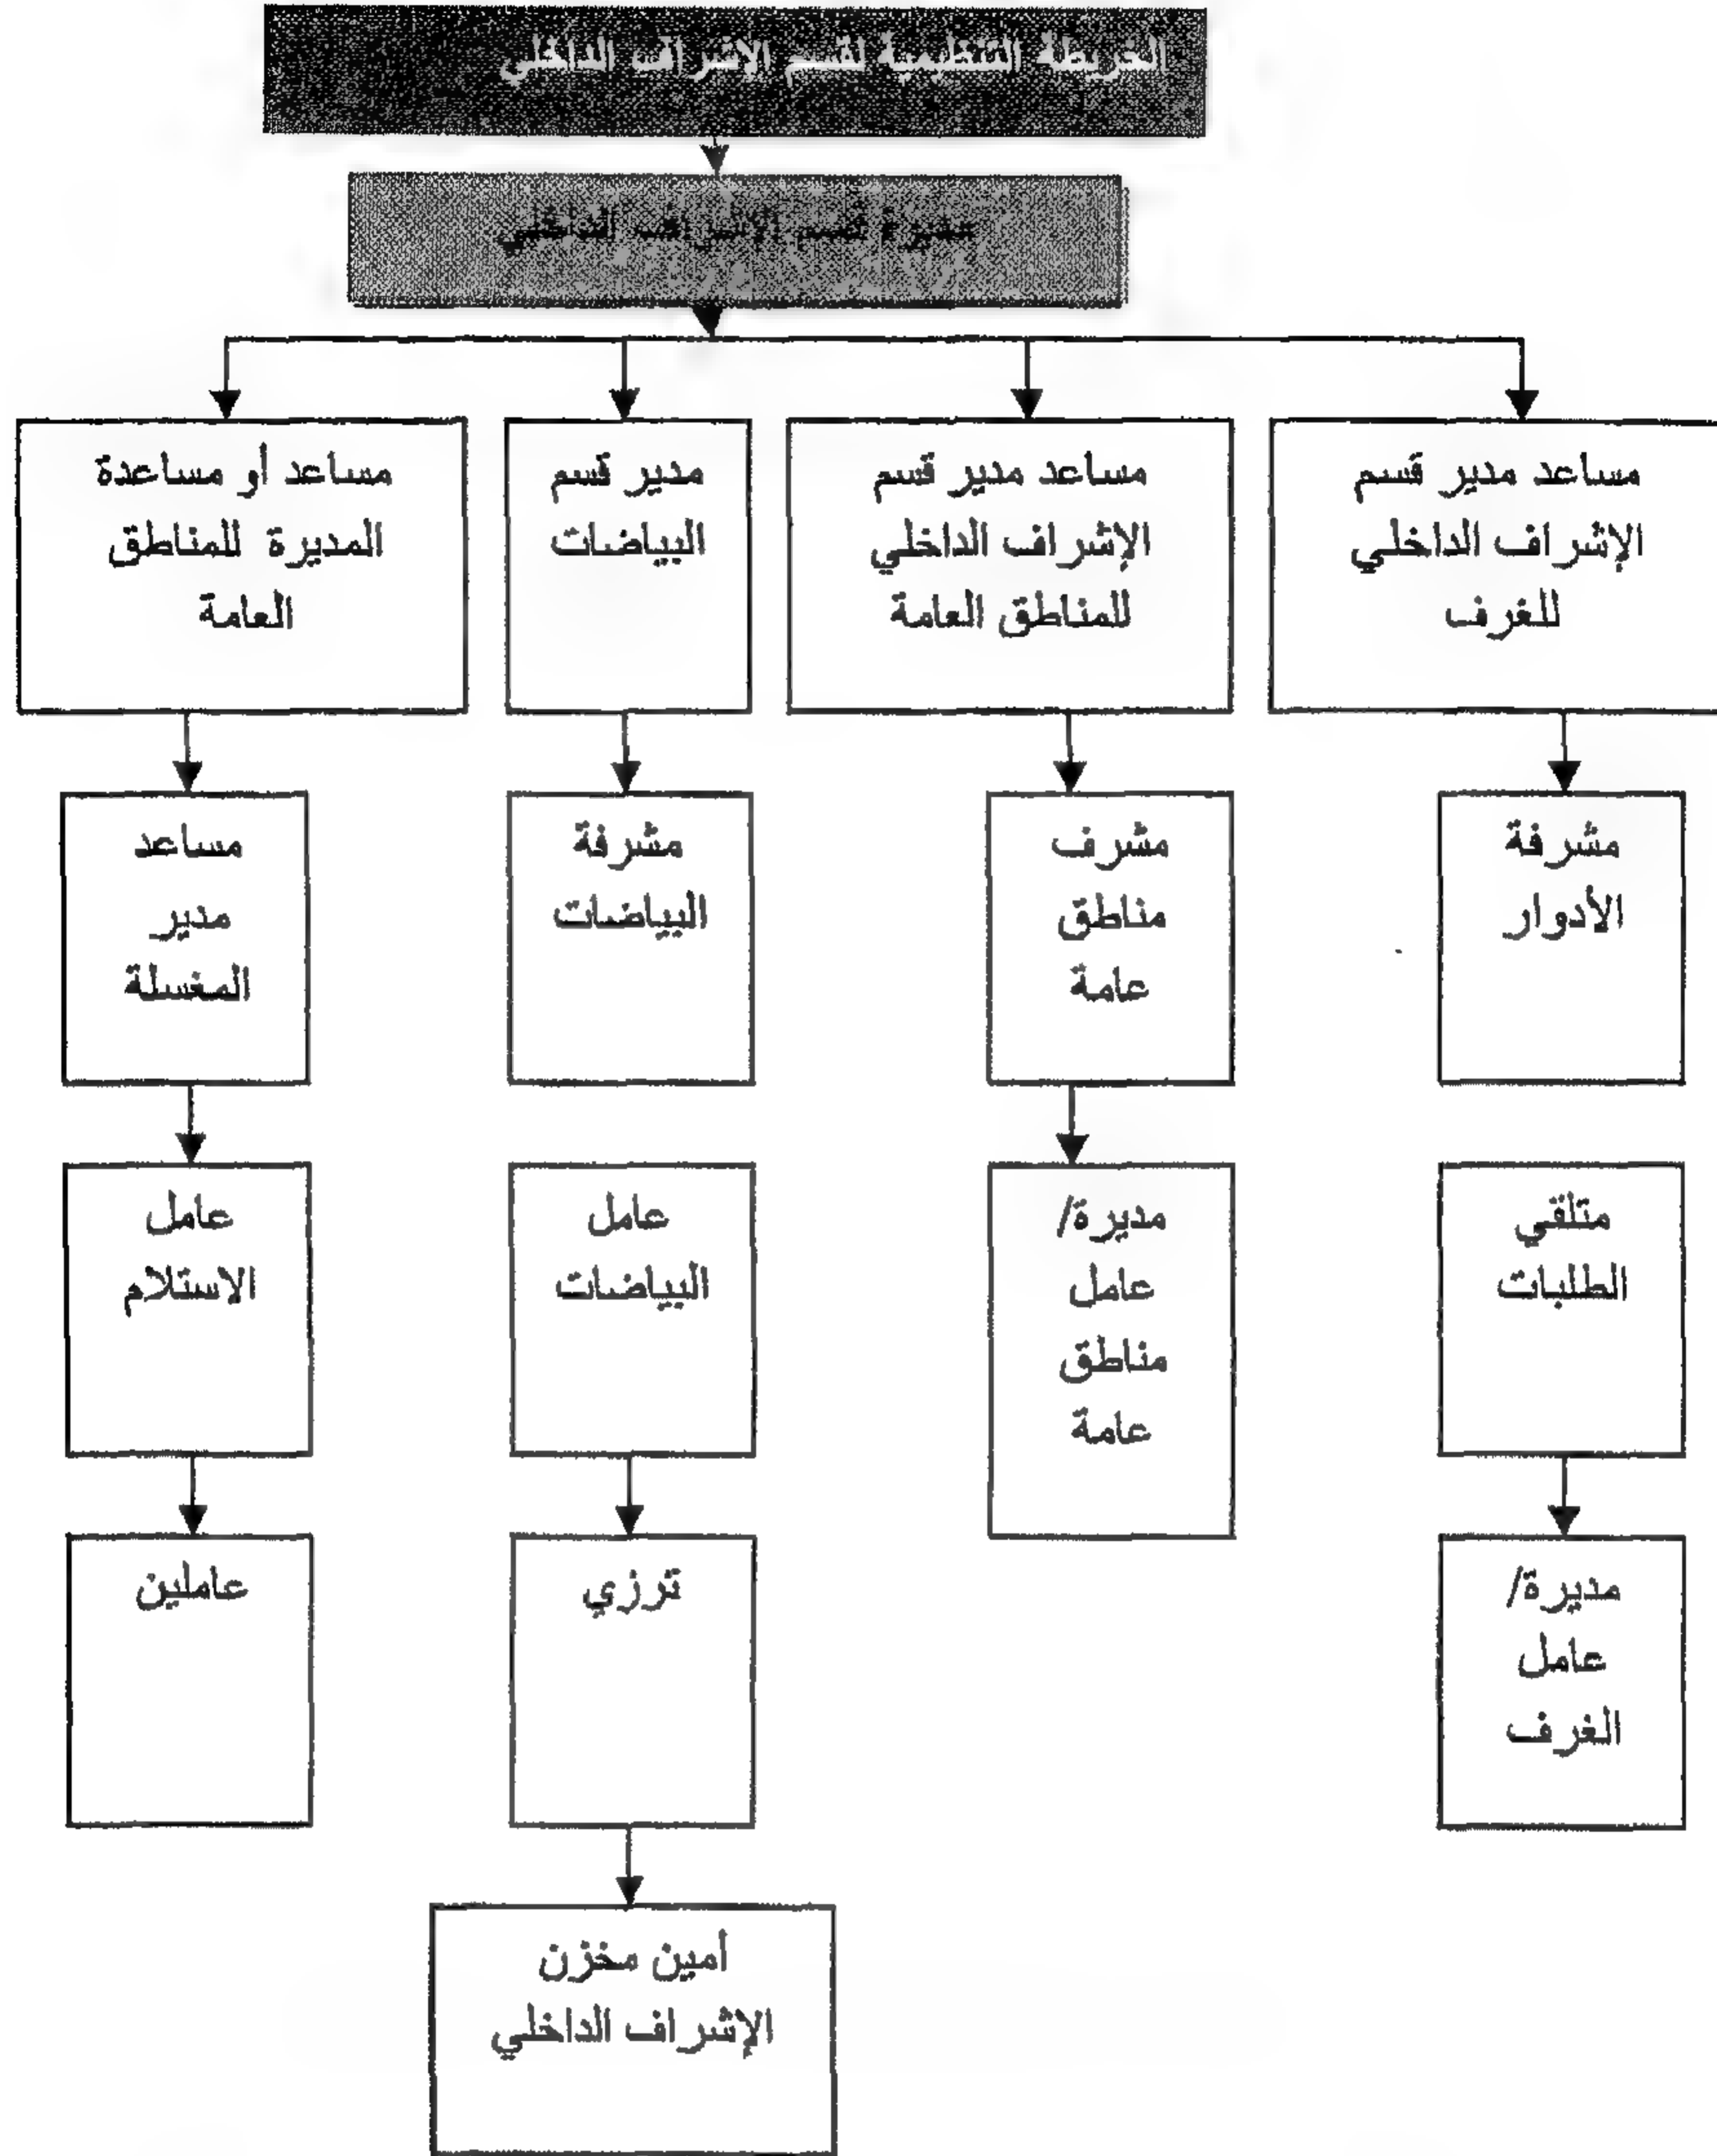 الخريطة التنظيمية لقسم الإشراف الداخلي
مديرة قسم الإشراف الداخلي
مساعد مدير قسم
الإشراف الداخلي
للغرف
مساعد مدير قسم
الإشراف الداخلي
للمناطق العامة
مدير قسم
البياضات
مساعد أو مساعدة
المديرة للمناطق
العامة
مشرفة
الأدوار
مشرف
مناطق
عامة
مشرفة
البياضات
مساعد
مدير
المغسلة
متلقي
الطلبات
مديرة/
عامل
مناطق
عامة
عامل
البياضات
عامل
الاستلام
مديرة/
عامل
الغرف
ترزي
عاملين
أمين مخزن
الإشراف الداخلي